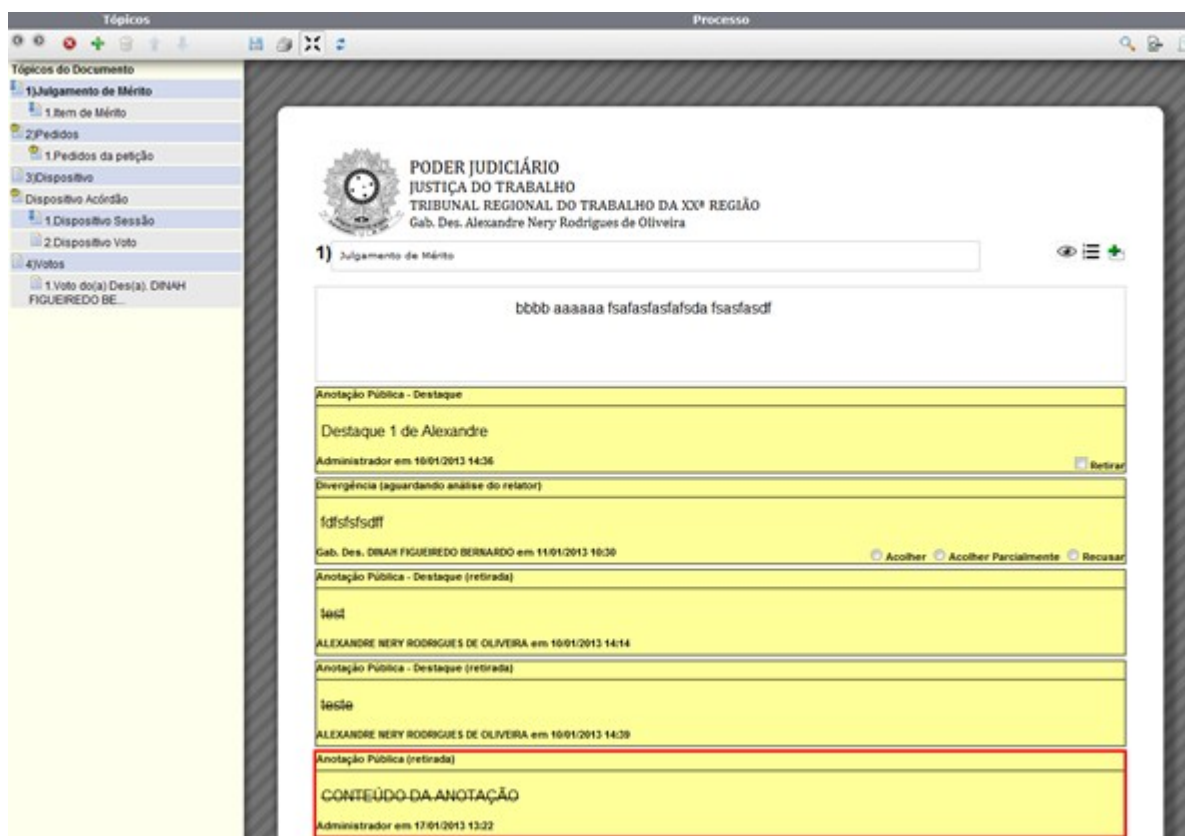 Tópicos
Processo
Tópicos do Documento
1)Julgamento de Mérito
1.Item de Mérito
2)Pedidos
1.Pedidos da petição
3)Dispositivo
Dispositivo Acórdão
1.Dispositivo Sessão
2.Dispositivo Voto
4)Votos
1.Voto do(a) Des(a). DINAH
FIGUEIREDO BE...
PODER JUDICIÁRIO
JUSTIÇA DO TRABALHO
TRIBUNAL REGIONAL DO TRABALHO DA XXª REGIÃO
Gab. Des. Alexandre Nery Rodrigues de Oliveira
1) Julgamento de Mérito
bbbb aaaaaa fsafasfasfafsda fsasfasdf
Anotação Pública - Destaque
Destaque 1 de Alexandre
Administrador em 10/01/2013 14:36
Retirar
Divergência (aguardando análise do relator)
fdfsfsfsdff
Gab. Des. DINAH FIGUEIREDO BERNARDO em 11/01/2013 10:30
Acolher Acolher Parcialmente Recusar
Anotação Pública - Destaque (retirada)
test
ALEXANDRE NERY RODRIGUES DE OLIVEIRA em 10/01/2013 14:14
Anotação Pública - Destaque (retirada)
teste
ALEXANDRE NERY RODRIGUES DE OLIVEIRA em 10/01/2013 14:39
Anotação Pública (retirada)
CONTEÚDO DA ANOTAÇÃO
Administrador em 17/01/2013 13:22